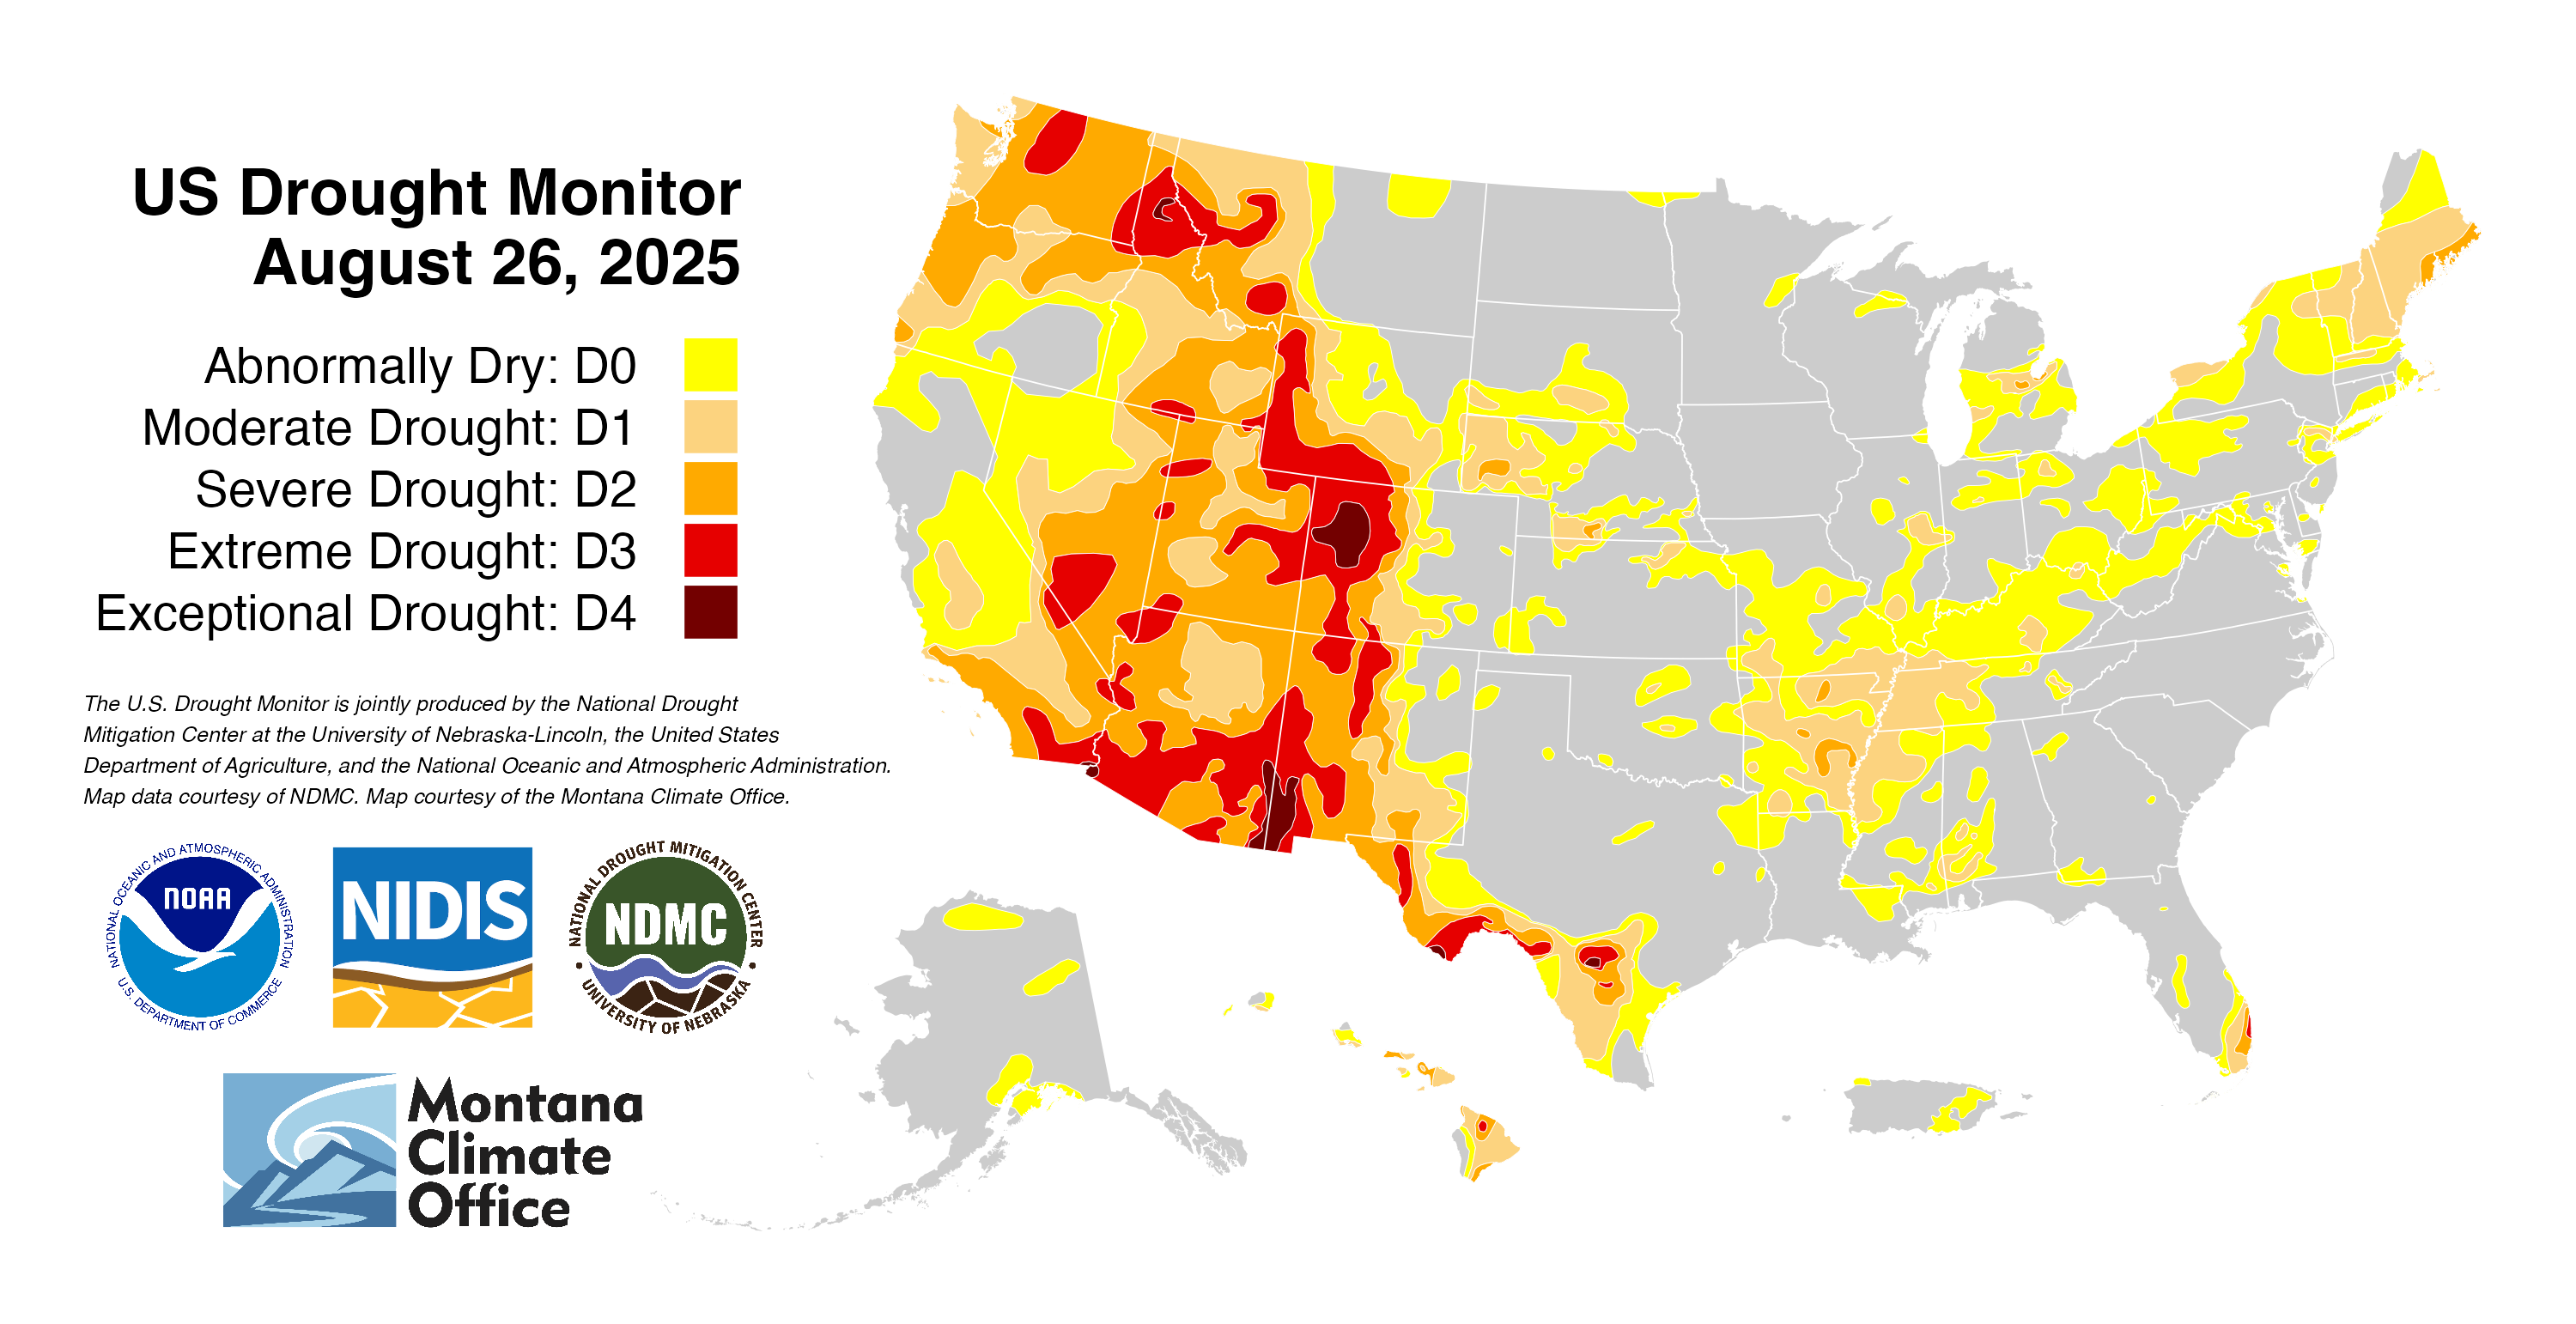 US Drought Monitor
August 26, 2025
Abnormally Dry: D0
Moderate Drought: D1
Severe Drought: D2
Extreme Drought: D3
Exceptional Drought: D4
The U.S. Drought Monitor is jointly produced by the National Drought
Mitigation Center at the University of Nebraska-Lincoln, the United States
Department of Agriculture, and the National Oceanic and Atmospheric Administration.
Map data courtesy of NDMC. Map courtesy of the Montana Climate Office.
NATIONAL OCEANIC AND ATMOSPHERIC ADMINISTRATION
NOAA
U.S. DEPARTMENT OF COMMERCE
NIDIS
NATIONAL DROUGHT MITIGATION CENTER
NDMC
UNIVERSITY OF NEBRASKA
Montana
Climate
Office